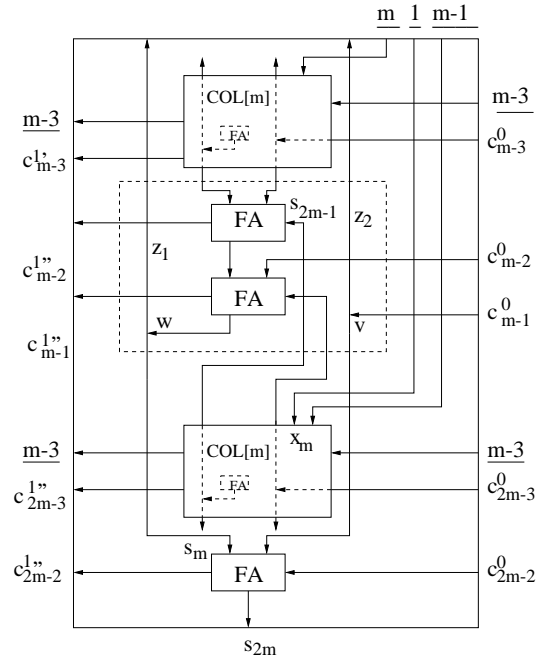 m 1 m-1
COL[m]
m-3
m-3
FA
c^0_{m-3}
c^{1'}_{m-3}
s_{2m-1}
FA
z_1
z_2
c^{1"}_{m-2}
c^0_{m-2}
FA
w
v
c^0_{m-1}
c^{1"}_{m-1}
x_m
m-3
COL[m]
m-3
FA
c^{1"}_{2m-3}
c^0_{2m-3}
s_m
c^{1"}_{2m-2}
FA
c^0_{2m-2}
s_{2m}